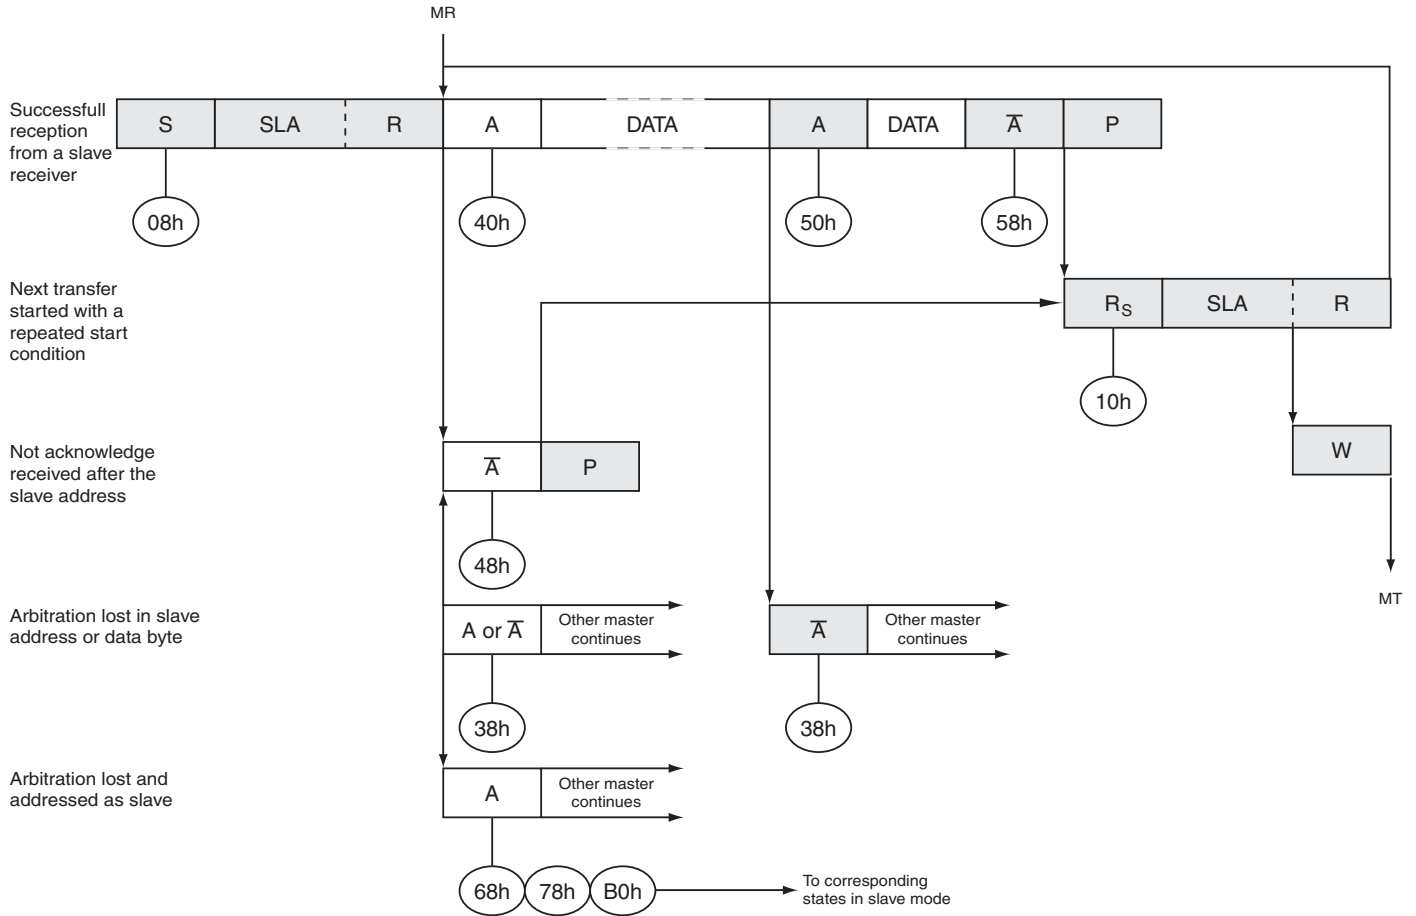 MR
Successfull
reception
from a slave
receiver
S SLA R A DATA A DATA A̅ P
08h 40h 50h 58h
Next transfer
started with a
repeated start
condition
RS SLA R
10h
Not acknowledge
received after the
slave address
A̅ P
W
48h
MT
Arbitration lost in slave
address or data byte
A or A̅ Other master
continues
A̅ Other master
continues
38h 38h
Arbitration lost and
addressed as slave
A Other master
continues
68h 78h B0h
To corresponding
states in slave mode